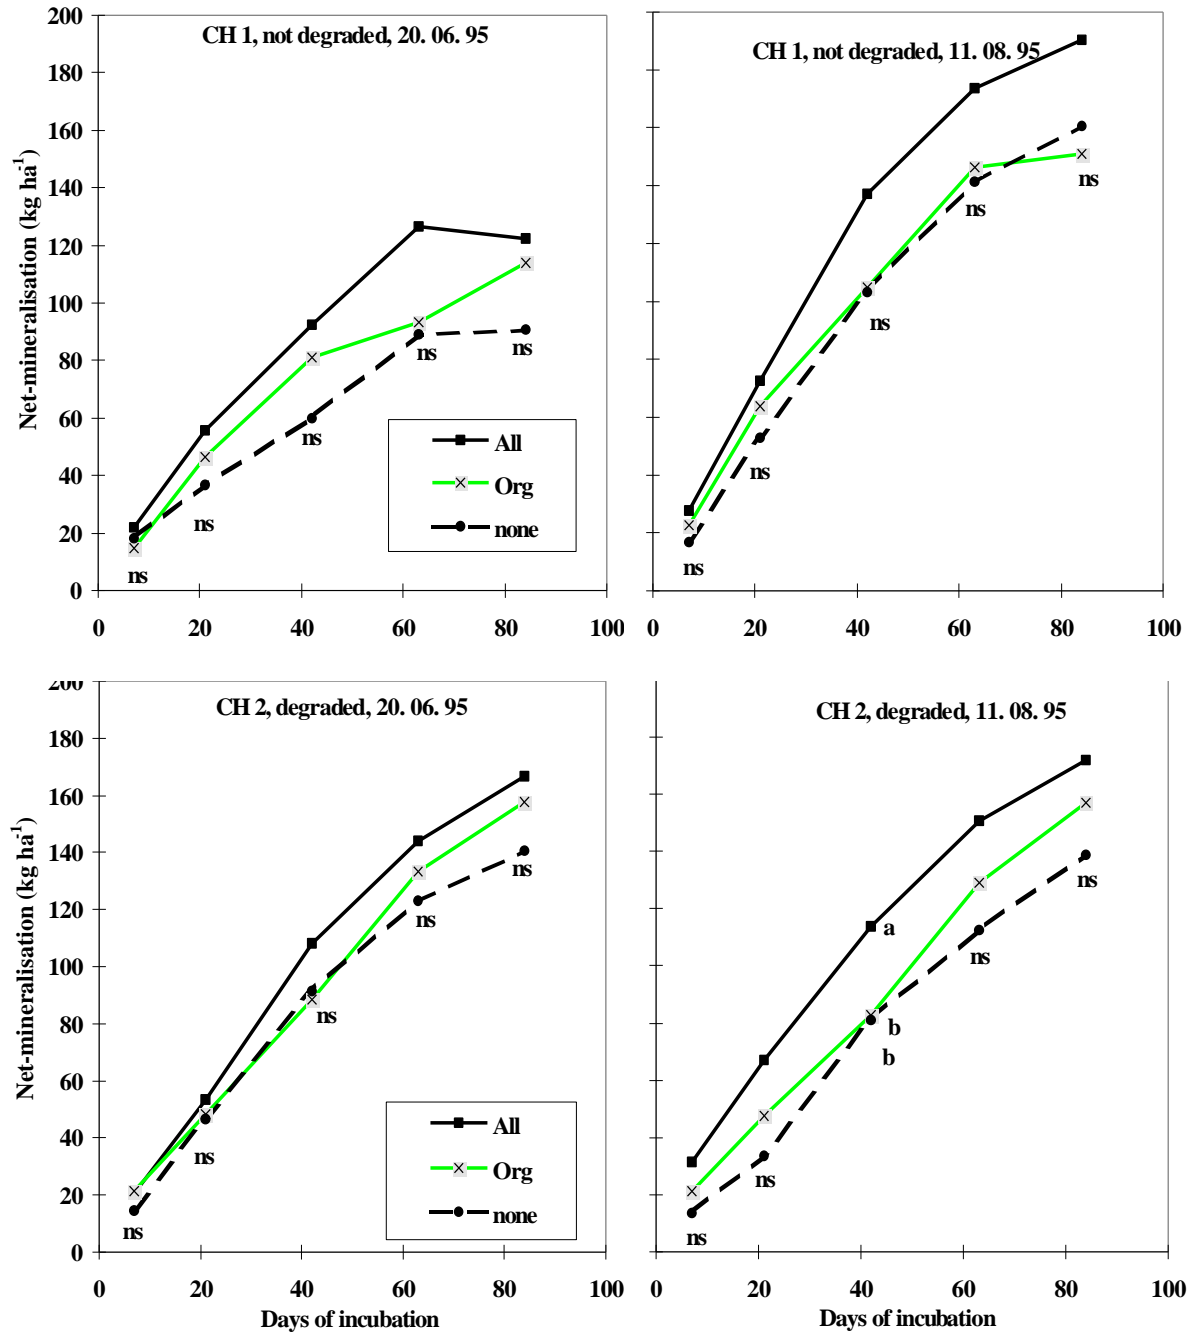 CH 1, not degraded, 20. 06. 95
200
180
160
140
120
100
80
60
40
20
0
Net-mineralisation (kg ha-1)
ns
ns
ns
ns
ns
All
Org
none
0 20 40 60 80 100
CH 1, not degraded, 11. 08. 95
ns
ns
ns
ns
ns
0 20 40 60 80 100
CH 2, degraded, 20. 06. 95
200
180
160
140
120
100
80
60
40
20
0
Net-mineralisation (kg ha-1)
ns
ns
ns
ns
ns
All
Org
none
0 20 40 60 80 100
Days of incubation
CH 2, degraded, 11. 08. 95
a
b
b
ns
ns
ns
ns
0 20 40 60 80 100
Days of incubation